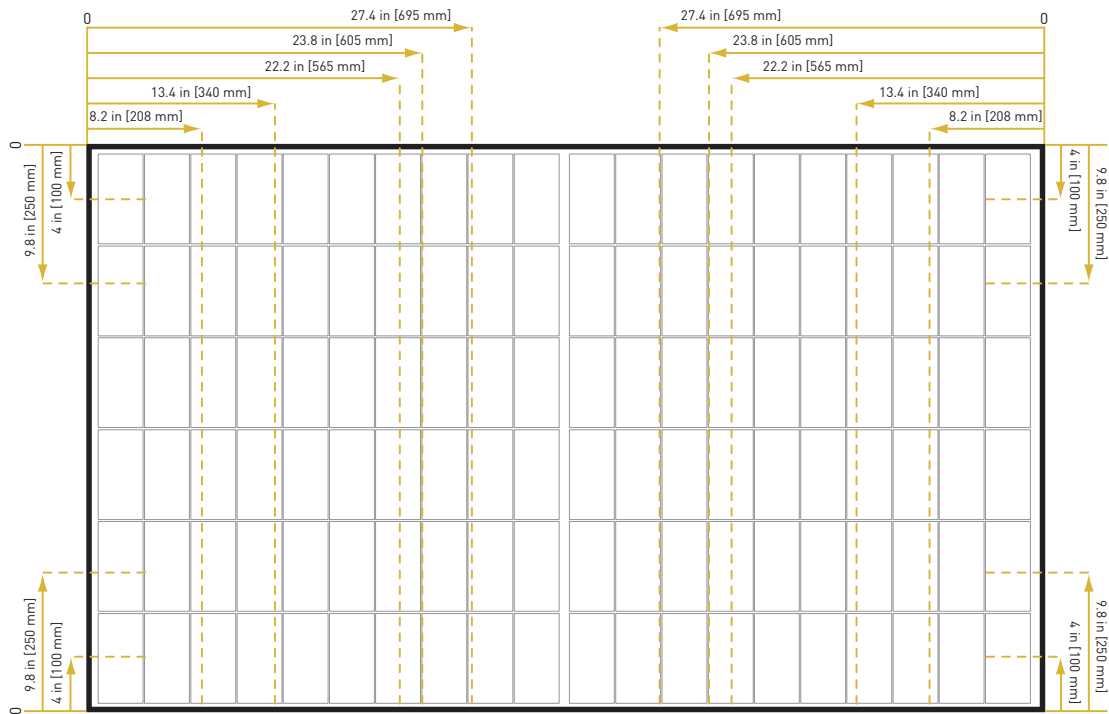 0
27.4 in [695 mm]
27.4 in [695 mm]
0
23.8 in [605 mm]
23.8 in [605 mm]
22.2 in [565 mm]
22.2 in [565 mm]
13.4 in [340 mm]
13.4 in [340 mm]
8.2 in [208 mm]
8.2 in [208 mm]
0
9.8 in [250 mm]
4 in [100 mm]
4 in [100 mm]
9.8 in [250 mm]
9.8 in [250 mm]
4 in [100 mm]
4 in [100 mm]
9.8 in [250 mm]
0